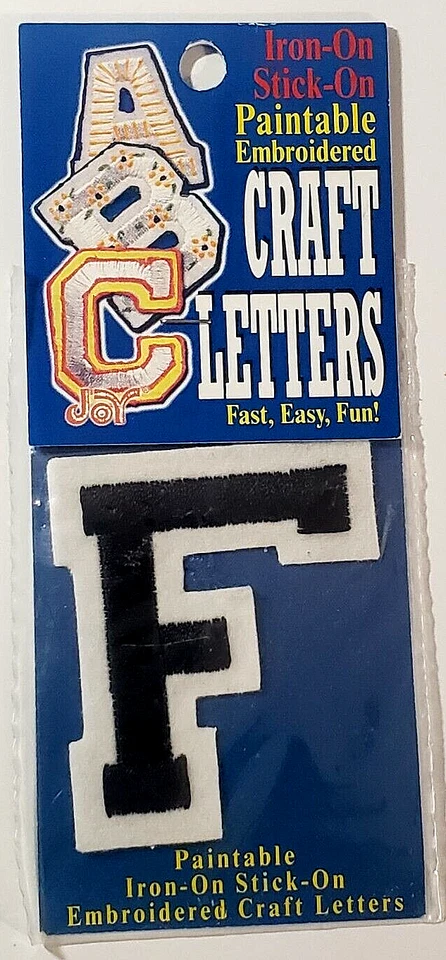 Iron-On
Stick-On
Paintable
Embroidered
CRAFT
LETTERS
Fast, Easy, Fun!
A
B
C
JOY
F
Paintable
Iron-On Stick-On
Embroidered Craft Letters